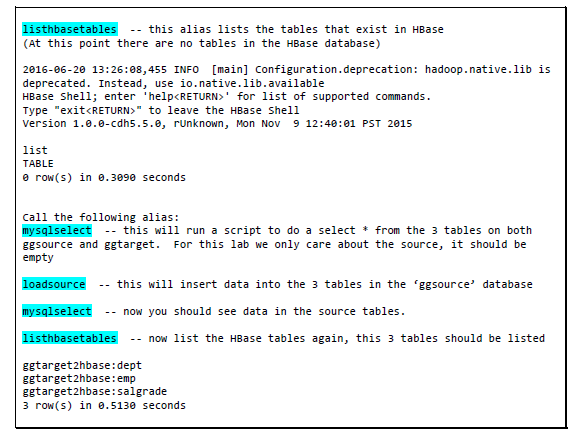 listhbasetables -- this alias lists the tables that exist in HBase
(At this point there are no tables in the HBase database)
2016-06-20 13:26:08,455 INFO [main] Configuration.deprecation: hadoop.native.lib is
deprecated. Instead, use io.native.lib.available
HBase Shell; enter 'help<RETURN>' for list of supported commands.
Type "exit<RETURN>" to leave the HBase Shell
Version 1.0.0-cdh5.5.0, rUnknown, Mon Nov 9 12:40:01 PST 2015
list
TABLE
0 row(s) in 0.3090 seconds
Call the following alias:
mysqlselect -- this will run a script to do a select * from the 3 tables on both
ggsource and ggtarget. For this lab we only care about the source, it should be
empty
loadsource -- this will insert data into the 3 tables in the ‘ggsource’ database
mysqlselect -- now you should see data in the source tables.
listhbasetables -- now list the HBase tables again, this 3 tables should be listed
ggtarget2hbase:dept
ggtarget2hbase:emp
ggtarget2hbase:salgrade
3 row(s) in 0.5130 seconds